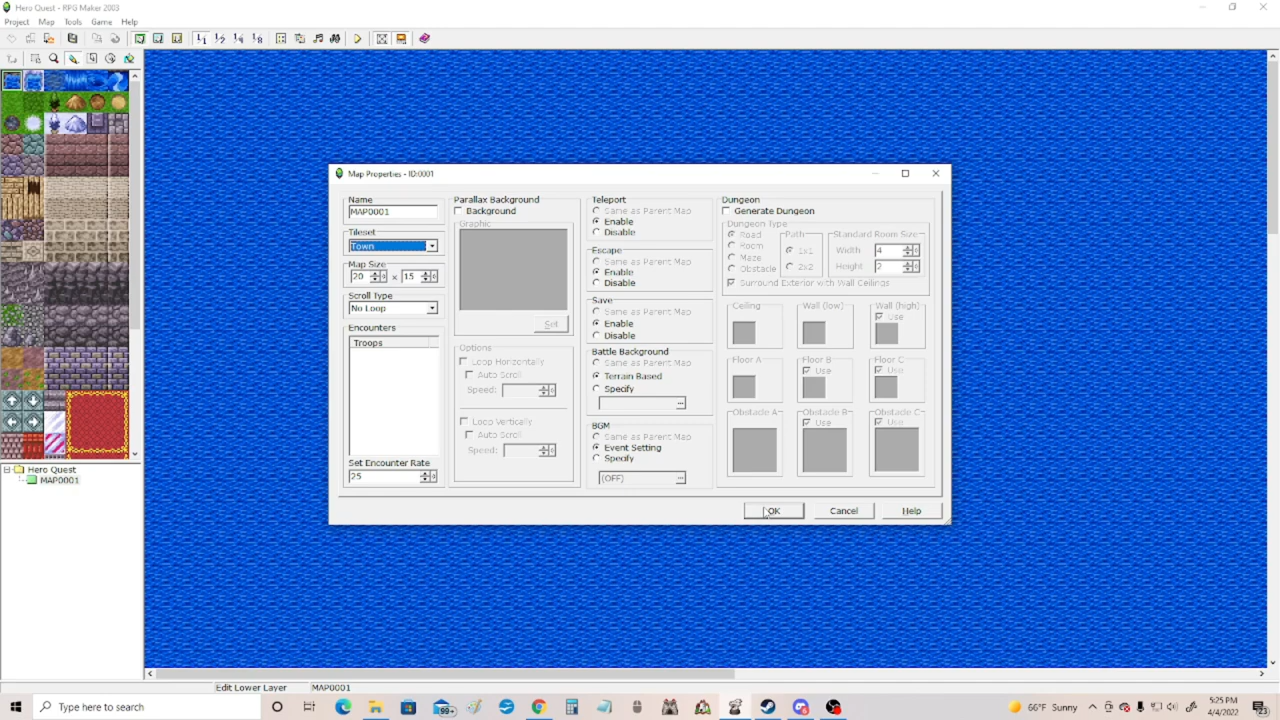 Hero Quest - RPG Maker 2003
Project Map Tools Game Help
Map Properties - ID:0001
Name
MAP0001
Tileset
Town
Map Size
20 x 15
Scroll Type
No Loop
Encounters
Troops
Set Encounter Rate
25
Parallax Background
Background
Graphic
Set
Options
Loop Horizontally
Auto Scroll
Speed:
Loop Vertically
Auto Scroll
Speed:
Teleport
Same as Parent Map
Enable
Disable
Escape
Same as Parent Map
Enable
Disable
Save
Same as Parent Map
Enable
Disable
Battle Background
Same as Parent Map
Terrain Based
Specify
...
BGM
Same as Parent Map
Event Setting
Specify
(OFF) ...
Dungeon
Generate Dungeon
Dungeon Type
Road
Room
Maze
Obstacle
Path
1x1
2x2
Standard Room Size
Width 4
Height 2
Surround Exterior with Wall Ceilings
Ceiling
Wall (low)
Wall (high)
Use
Floor A
Floor B
Use
Floor C
Use
Obstacle A
Obstacle B
Use
Obstacle C
Use
OK Cancel Help
Hero Quest
MAP0001
Edit Lower Layer MAP0001
Type here to search
99+
66°F Sunny
5:25 PM
4/4/2022
23